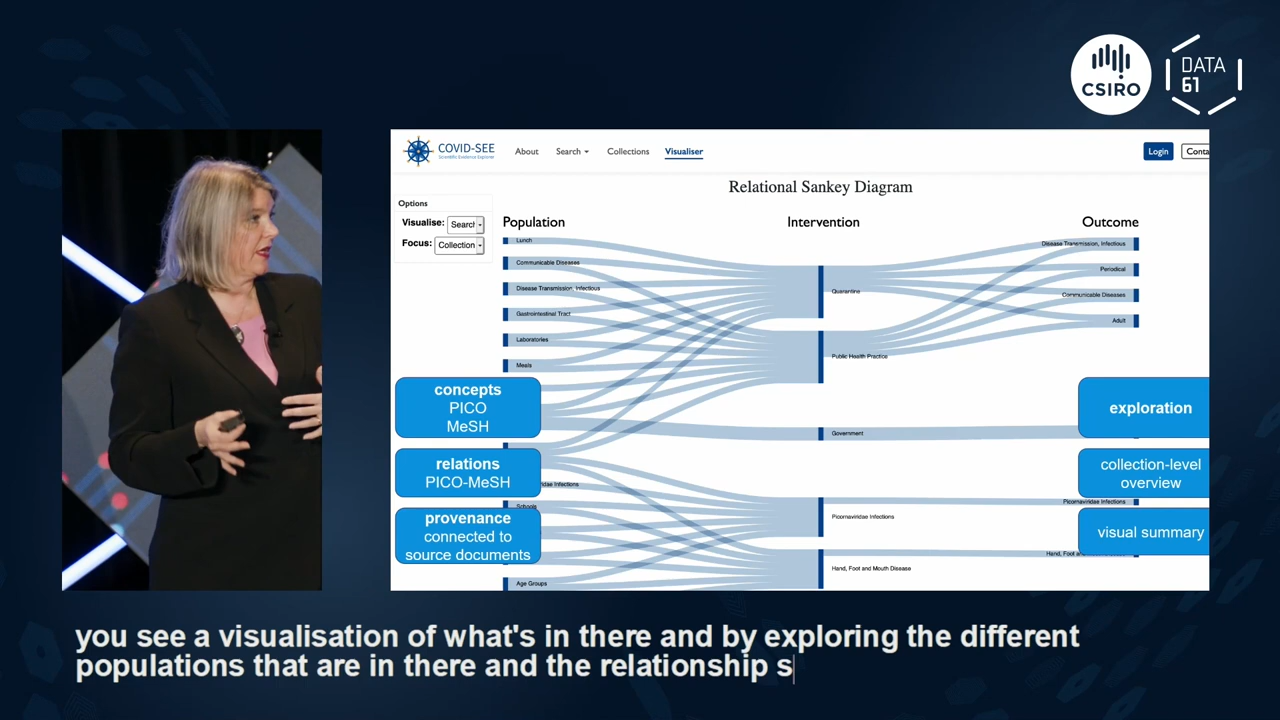 CSIRO
DATA
61
COVID-SEE
Scientific Evidence Explorer
About
Search
Collections
Visualiser
Login
Conta
Relational Sankey Diagram
Options
Visualise:
Search
Focus:
Collection
Population
Intervention
Outcome
Lunch
Communicable Diseases
Disease Transmission, Infectious
Gastrointestinal Tract
Laboratories
Meals
Schools
Age Groups
Quarantine
Public Health Practice
Government
Picornaviridae Infections
Hand, Foot and Mouth Disease
Disease Transmission, Infectious
Periodical
Communicable Diseases
Adult
Picornaviridae Infections
Hand, Foot and
concepts
PICO
MeSH
relations
PICO-MeSH
provenance
connected to
source documents
exploration
collection-level
overview
visual summary
you see a visualisation of what's in there and by exploring the different
populations that are in there and the relationship s